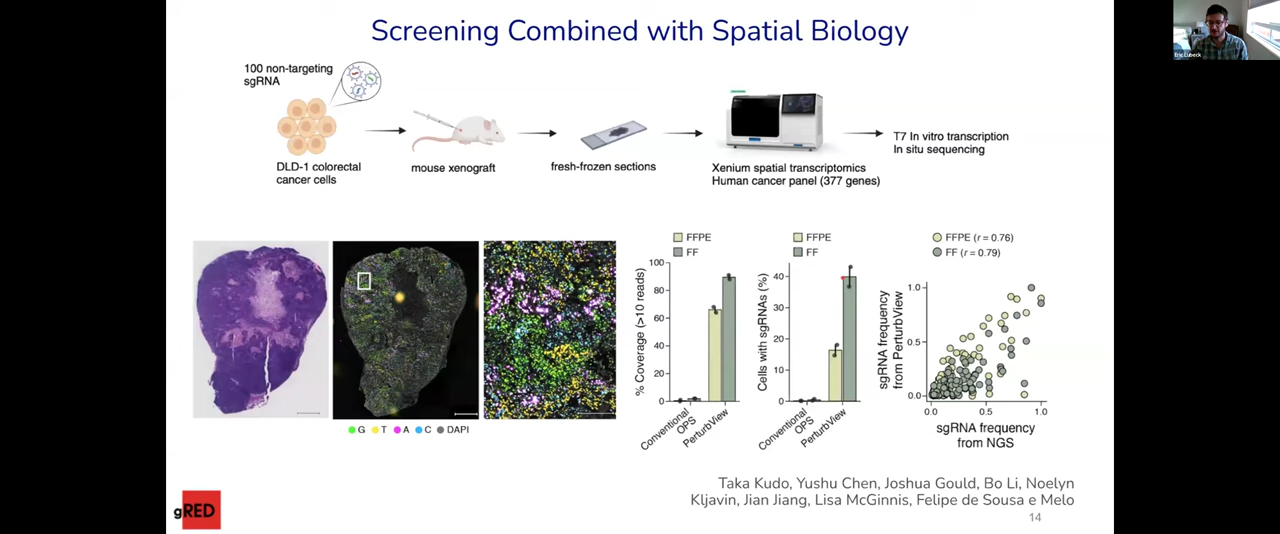 Screening Combined with Spatial Biology
Eric Lubeck
100 non-targeting
sgRNA
DLD-1 colorectal
cancer cells
mouse xenograft
fresh-frozen sections
Xenium spatial transcriptomics
Human cancer panel (377 genes)
T7 In vitro transcription
In situ sequencing
G T A C DAPI
FFPE
FF
% Coverage (>10 reads)
100
80
60
40
20
0
Conventional
OPS
PerturbView
FFPE
FF
Cells with sgRNAs (%)
40
30
20
10
0
Conventional
OPS
PerturbView
FFPE (r = 0.76)
FF (r = 0.79)
sgRNA frequency
from PerturbView
1.0
0.5
0.0
0.0 0.5 1.0
sgRNA frequency
from NGS
Taka Kudo, Yushu Chen, Joshua Gould, Bo Li, Noelyn
Kljavin, Jian Jiang, Lisa McGinnis, Felipe de Sousa e Melo
gRED
14